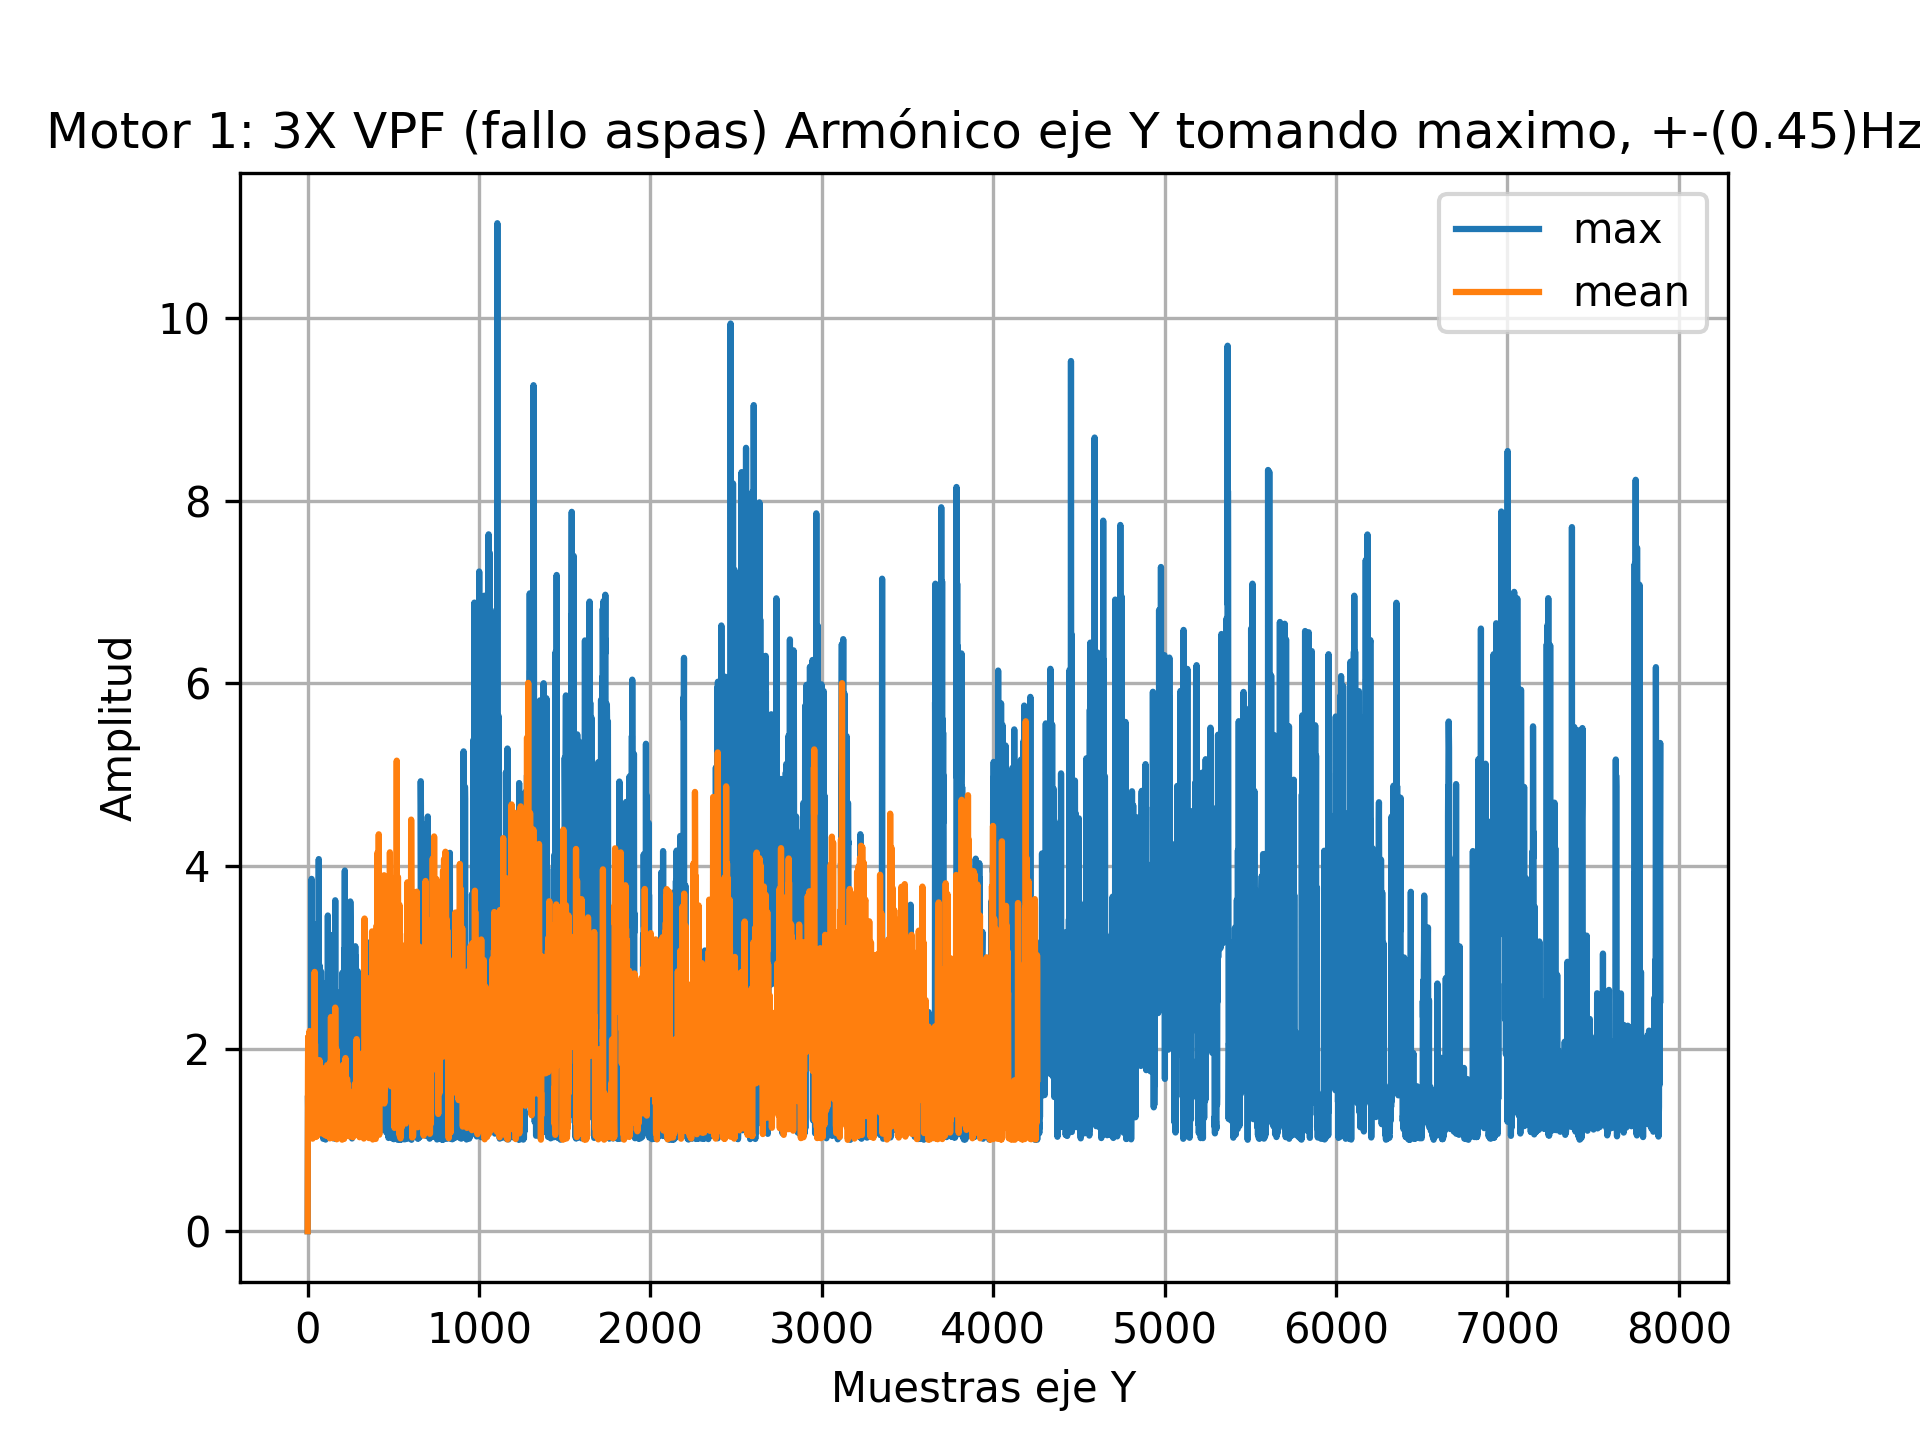 Motor 1: 3X VPF (fallo aspas) Armónico eje Y tomando maximo, +-(0.45)Hz
max
mean
10
8
6
4
2
0
Amplitud
0 1000 2000 3000 4000 5000 6000 7000 8000
Muestras eje Y